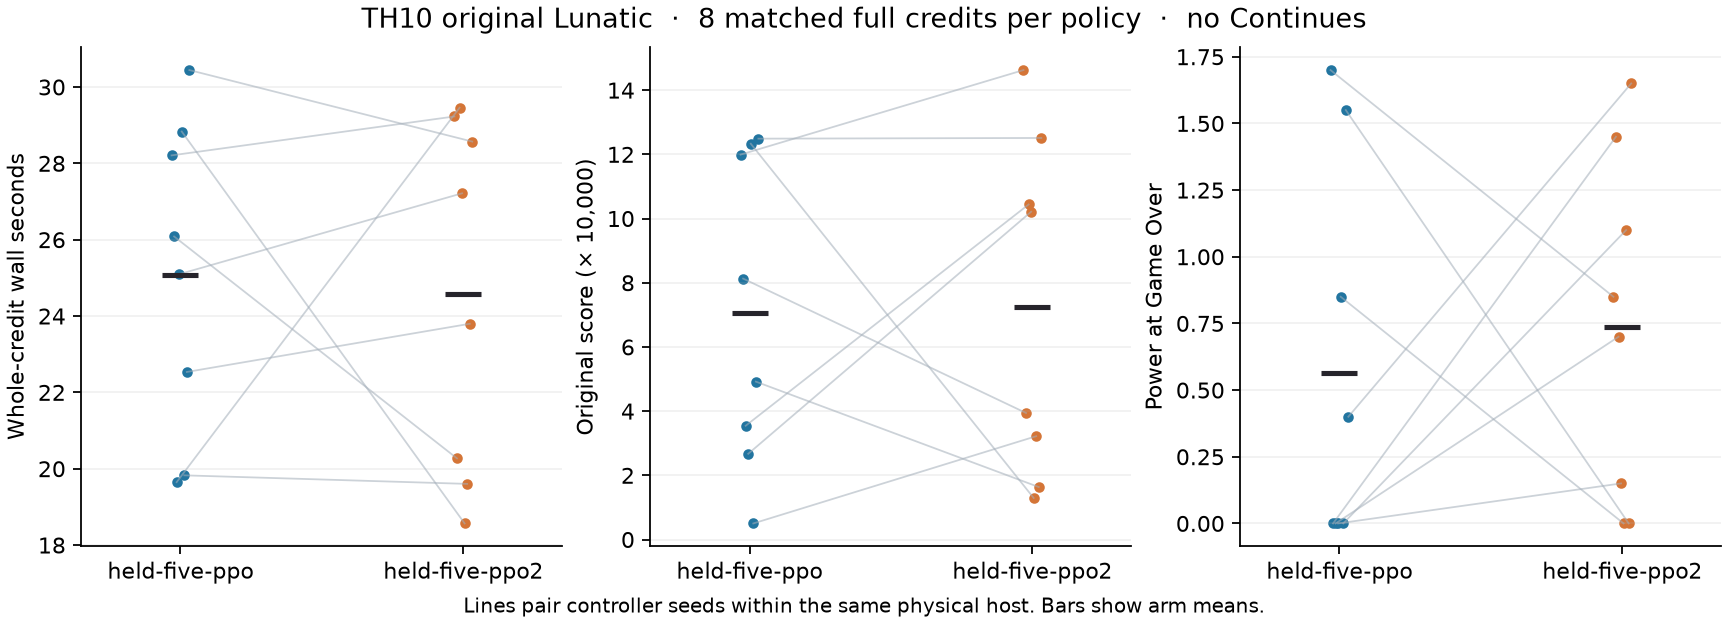 TH10 original Lunatic · 8 matched full credits per policy · no Continues
Whole-credit wall seconds
30
28
26
24
22
20
18
held-five-ppo
held-five-ppo2
Original score (× 10,000)
14
12
10
8
6
4
2
0
held-five-ppo
held-five-ppo2
Power at Game Over
1.75
1.50
1.25
1.00
0.75
0.50
0.25
0.00
held-five-ppo
held-five-ppo2
Lines pair controller seeds within the same physical host. Bars show arm means.